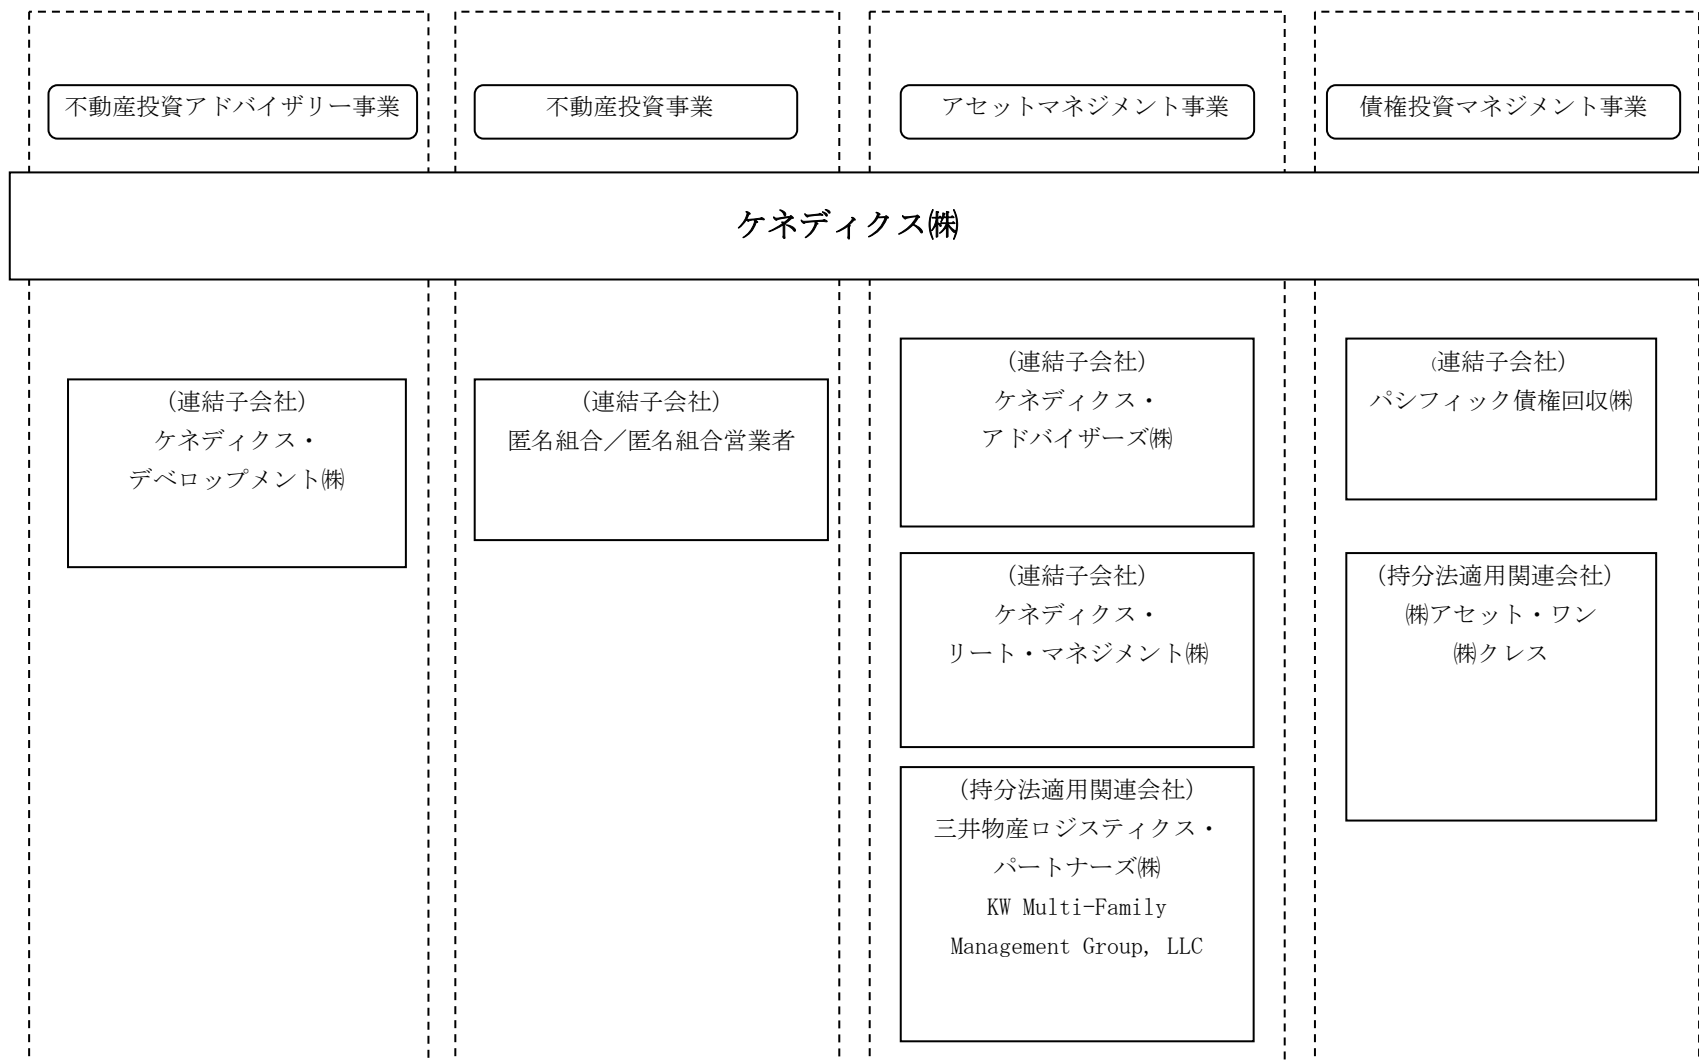 不動産投資アドバイザリー事業
不動産投資事業
アセットマネジメント事業
債権投資マネジメント事業
ケネディクス㈱
(連結子会社)
ケネディクス・
デベロップメント㈱
(連結子会社)
匿名組合／匿名組合営業者
(連結子会社)
ケネディクス・
アドバイザーズ㈱
(連結子会社)
ケネディクス・
リート・マネジメント㈱
(持分法適用関連会社)
三井物産ロジスティクス・
パートナーズ㈱
KW Multi-Family
Management Group, LLC
(連結子会社)
パシフィック債権回収㈱
(持分法適用関連会社)
㈱アセット・ワン
㈱クレス